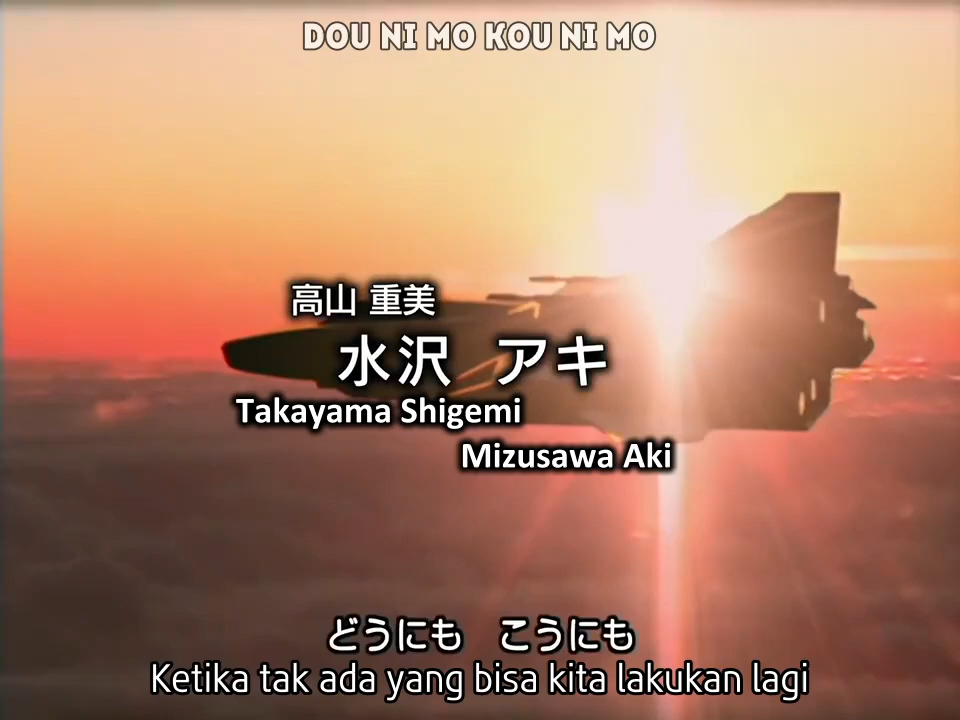 DOU NI MO KOU NI MO
高山 重美
水沢 アキ
Takayama Shigemi
Mizusawa Aki
どうにも こうにも
Ketika tak ada yang bisa kita lakukan lagi